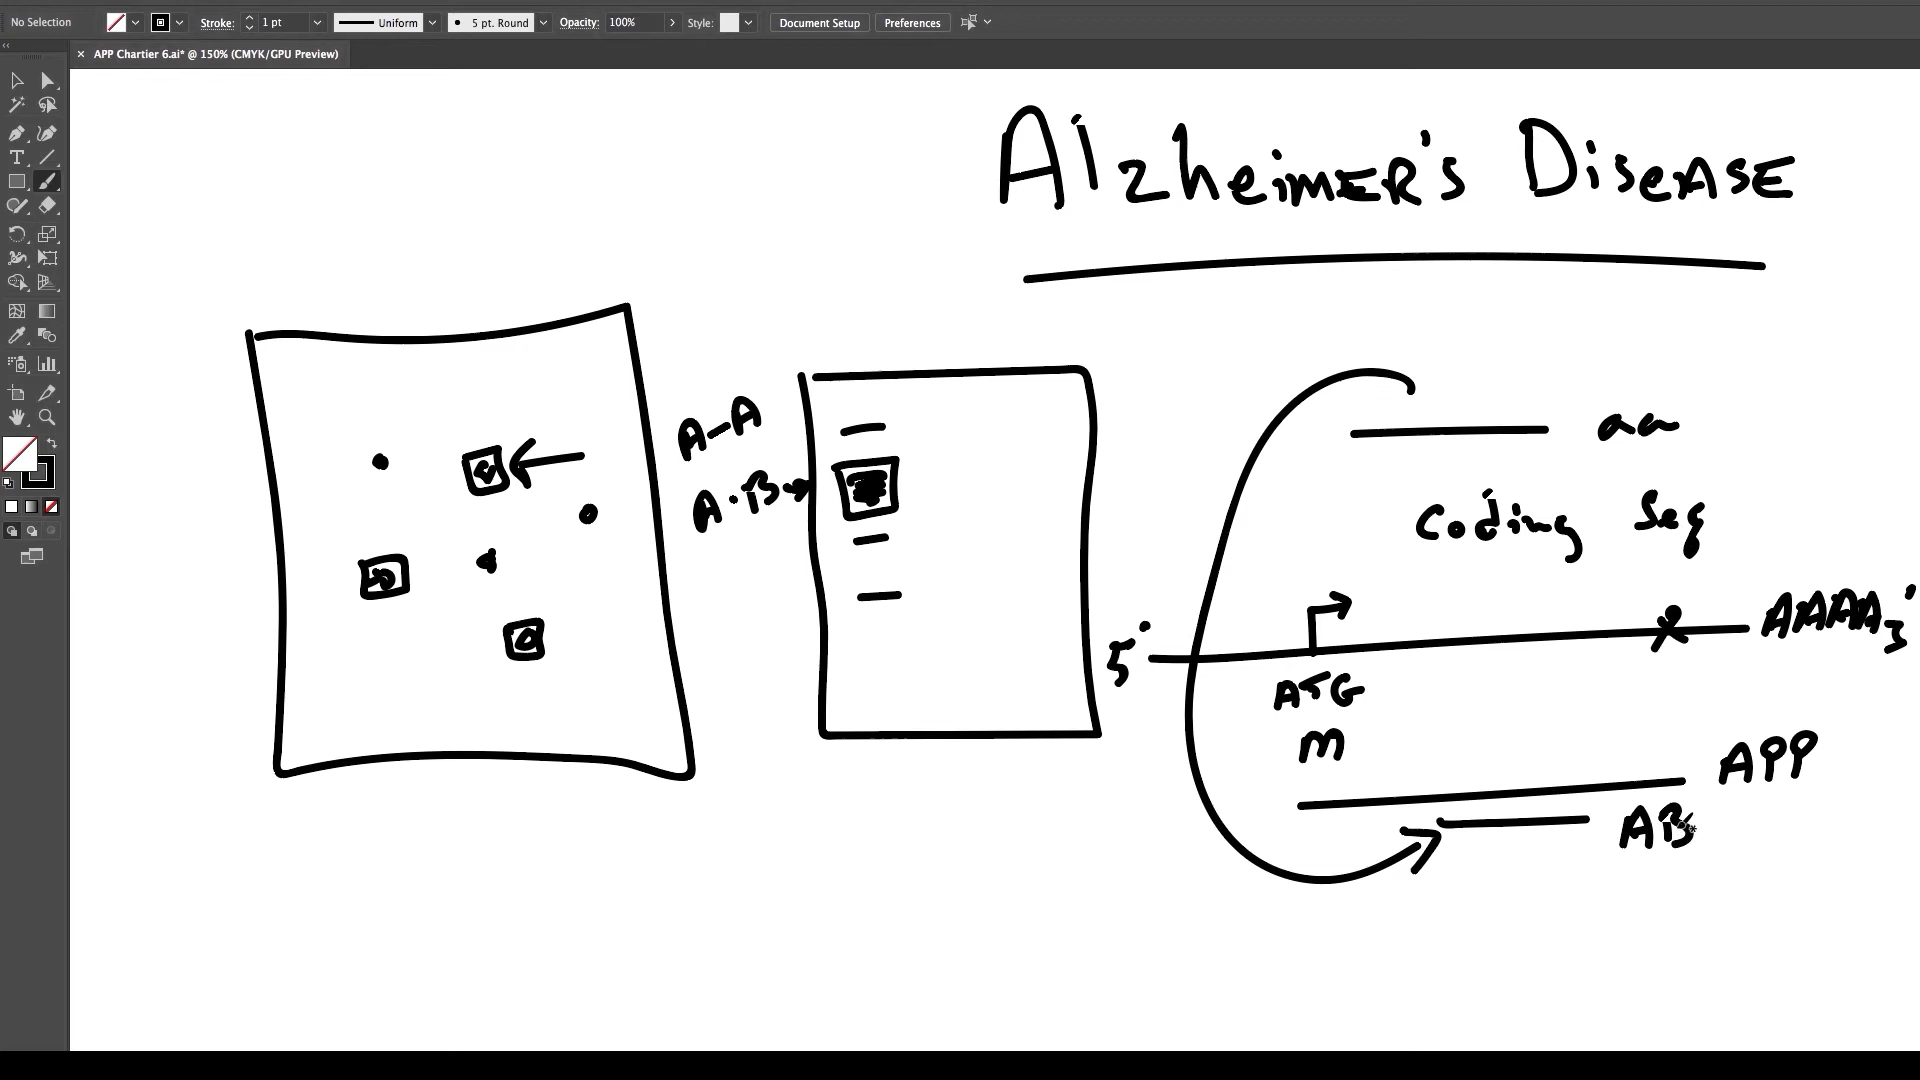 No Selection
Stroke: 1 pt
Uniform
5 pt. Round
Opacity: 100%
Style:
Document Setup
Preferences
× APP Chartier 6.ai* @ 150% (CMYK/GPU Preview)
Alzheimer's Disease
A-A
A·B→
aa
Coding Seq
5'
AAAA3'
ATG
M
APP
AB